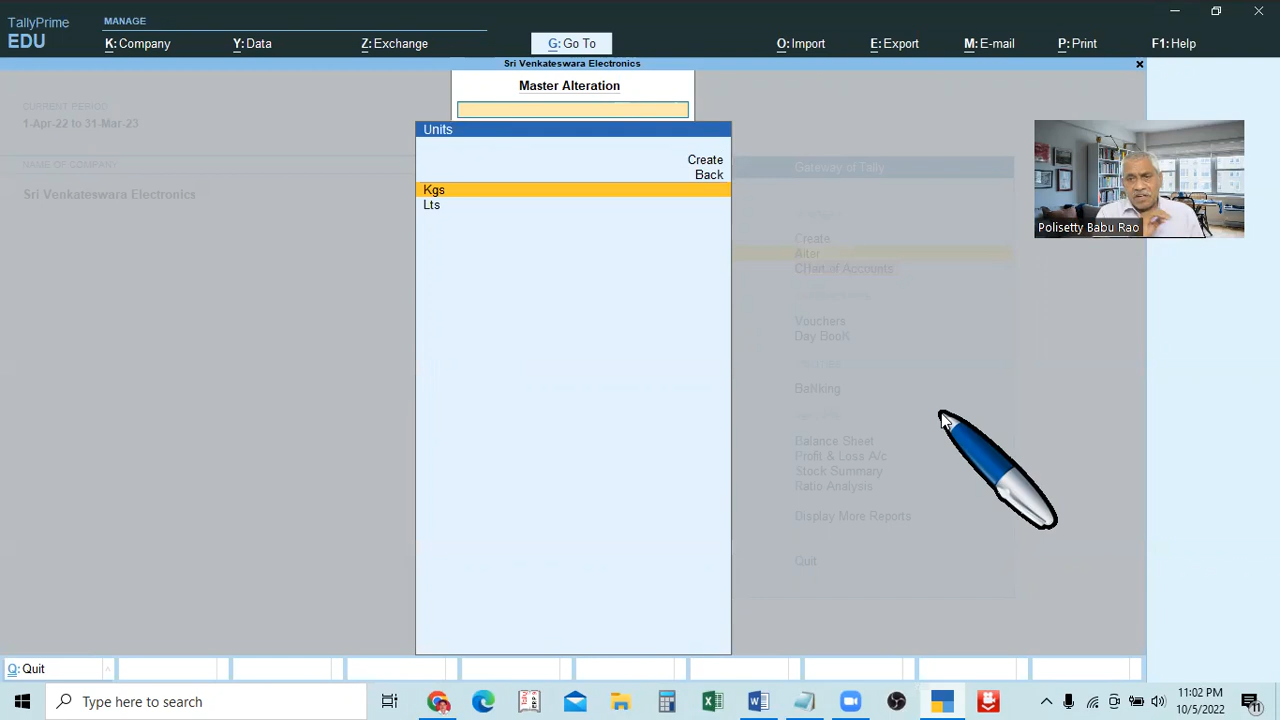 TallyPrime
EDU
MANAGE
K: Company
Y: Data
Z: Exchange
G: Go To
O: Import
E: Export
M: E-mail
P: Print
F1: Help
Sri Venkateswara Electronics
CURRENT PERIOD
1-Apr-22 to 31-Mar-23
NAME OF COMPANY
Sri Venkateswara Electronics
Master Alteration
Units
Create
Back
Kgs
Lts
Gateway of Tally
Create
Alter
CHart of Accounts
Vouchers
Day BooK
BaNking
Balance Sheet
Profit & Loss A/c
Stock Summary
Ratio Analysis
Display More Reports
Quit
Polisetty Babu Rao
Q: Quit
Type here to search
11:02 PM
10/5/2022